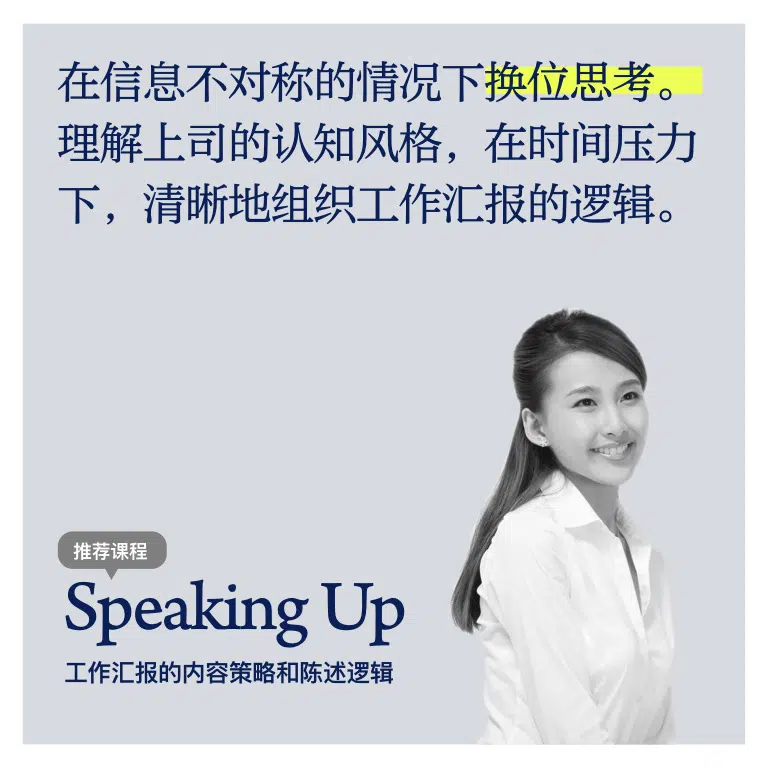 在信息不对称的情况下换位思考。
理解上司的认知风格，在时间压力
下，清晰地组织工作汇报的逻辑。
推荐课程
Speaking Up
工作汇报的内容策略和陈述逻辑